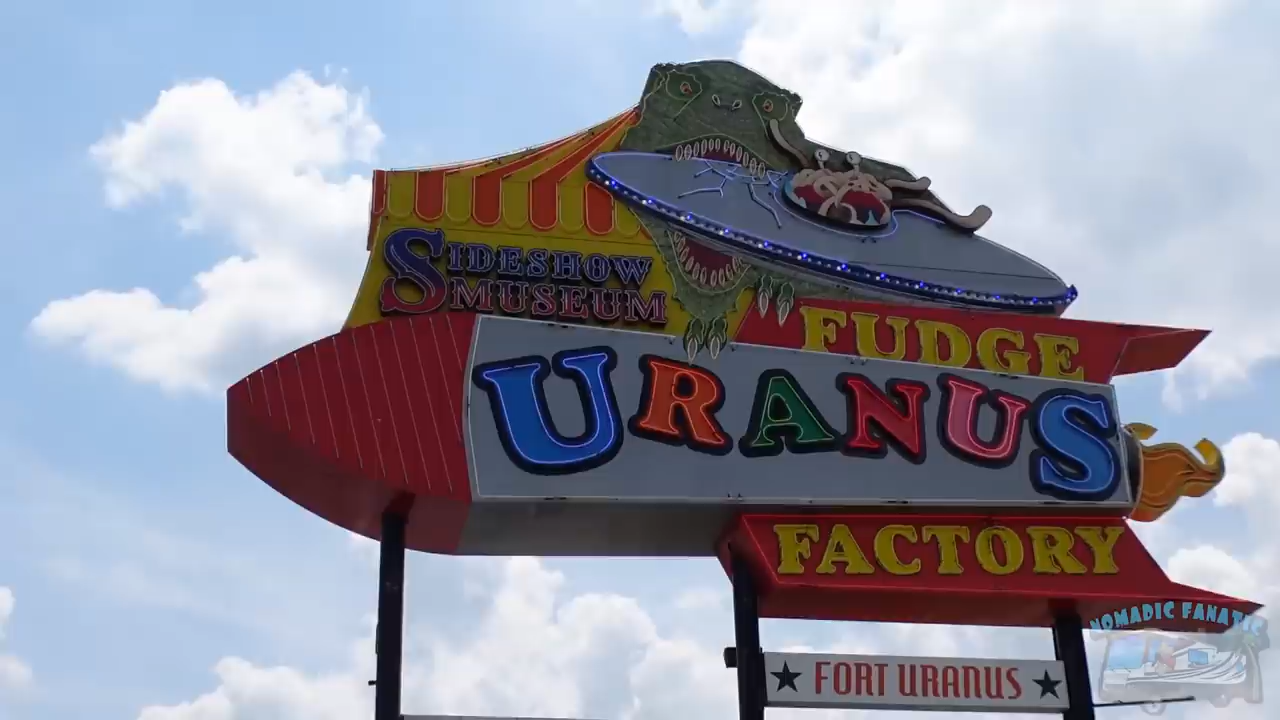 SIDESHOW
MUSEUM
FUDGE
URANUS
FACTORY
FORT URANUS
NOMADIC FANATIC